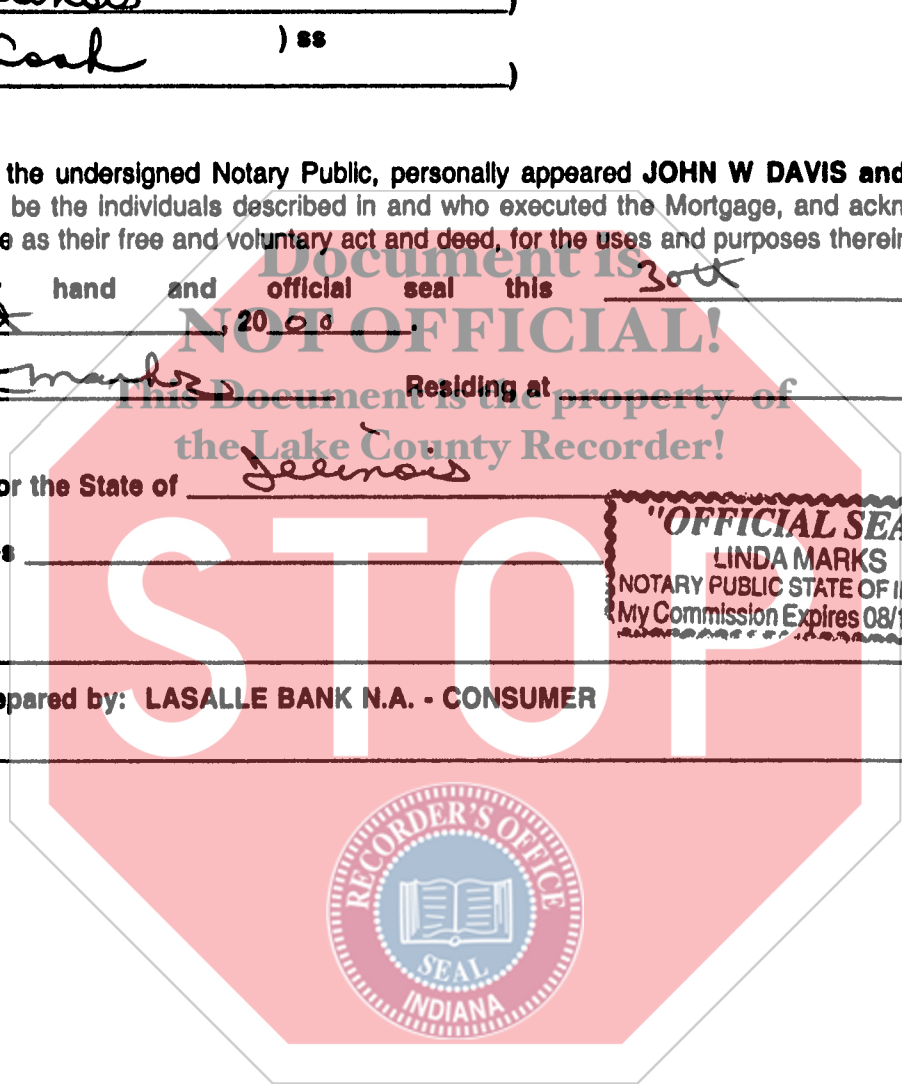 ) ss
Cook
)
the undersigned Notary Public, personally appeared JOHN W DAVIS and
be the individuals described in and who executed the Mortgage, and ackn
e as their free and voluntary act and deed, for the uses and purposes therein
hand and official seal this 30th
, 20 00 .
Marks Residing at
or the State of Illinois
s
"OFFICIAL SEA
LINDA MARKS
NOTARY PUBLIC STATE OF I
My Commission Expires 08/1
epared by: LASALLE BANK N.A. - CONSUMER
Document is
NOT OFFICIAL!
This Document is the property of
the Lake County Recorder!
STOP
RECORDER'S OFFICE
SEAL
INDIANA